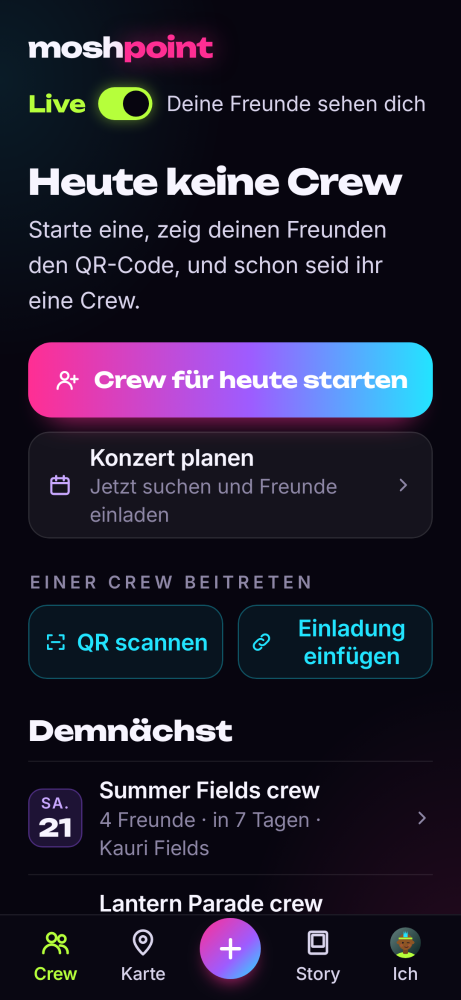 moshpoint
Live Deine Freunde sehen dich
Heute keine Crew
Starte eine, zeig deinen Freunden
den QR-Code, und schon seid ihr
eine Crew.
Crew für heute starten
Konzert planen
Jetzt suchen und Freunde
einladen
EINER CREW BEITRETEN
QR scannen
Einladung
einfügen
Demnächst
SA.
21
Summer Fields crew
4 Freunde · in 7 Tagen ·
Kauri Fields
Lantern Parade crew
Crew
Karte
Story
Ich